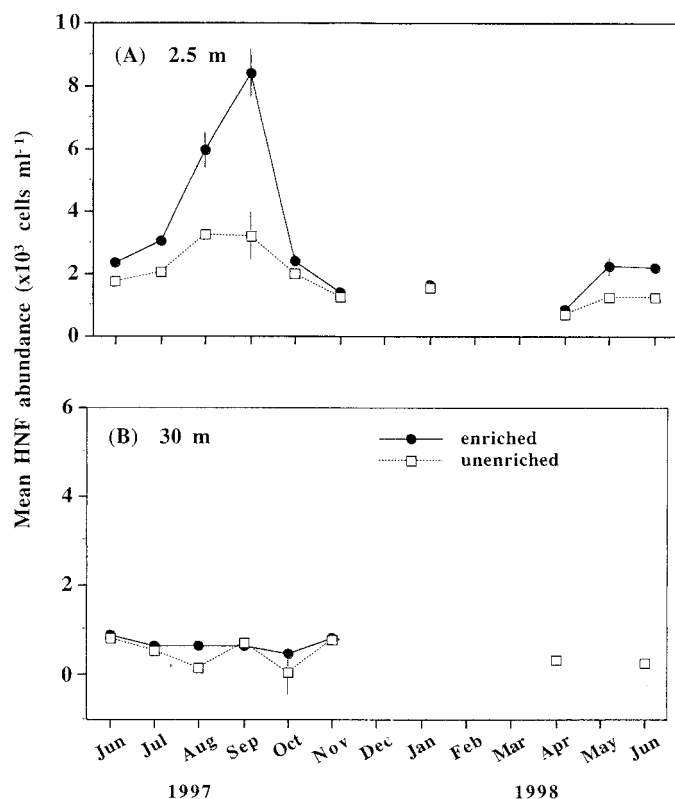 Mean HNF abundance (x10³ cells ml⁻¹)
10
8
6
4
2
0
(A) 2.5 m
6
4
2
0
(B) 30 m
enriched
unenriched
Jun Jul Aug Sep Oct Nov Dec Jan Feb Mar Apr May Jun
1997 1998